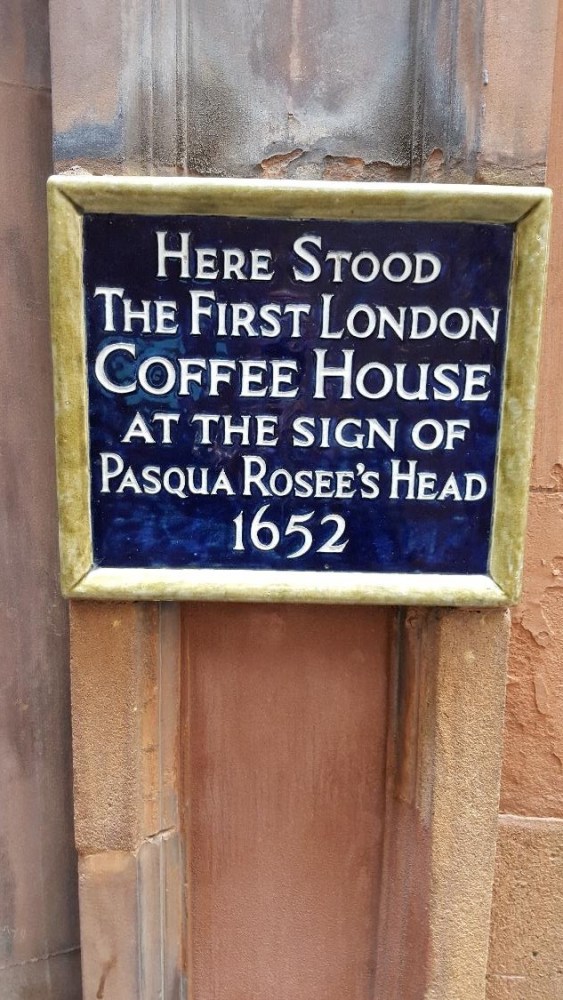 HERE STOOD
THE FIRST LONDON
COFFEE HOUSE
AT THE SIGN OF
PASQUA ROSEE'S HEAD
1652